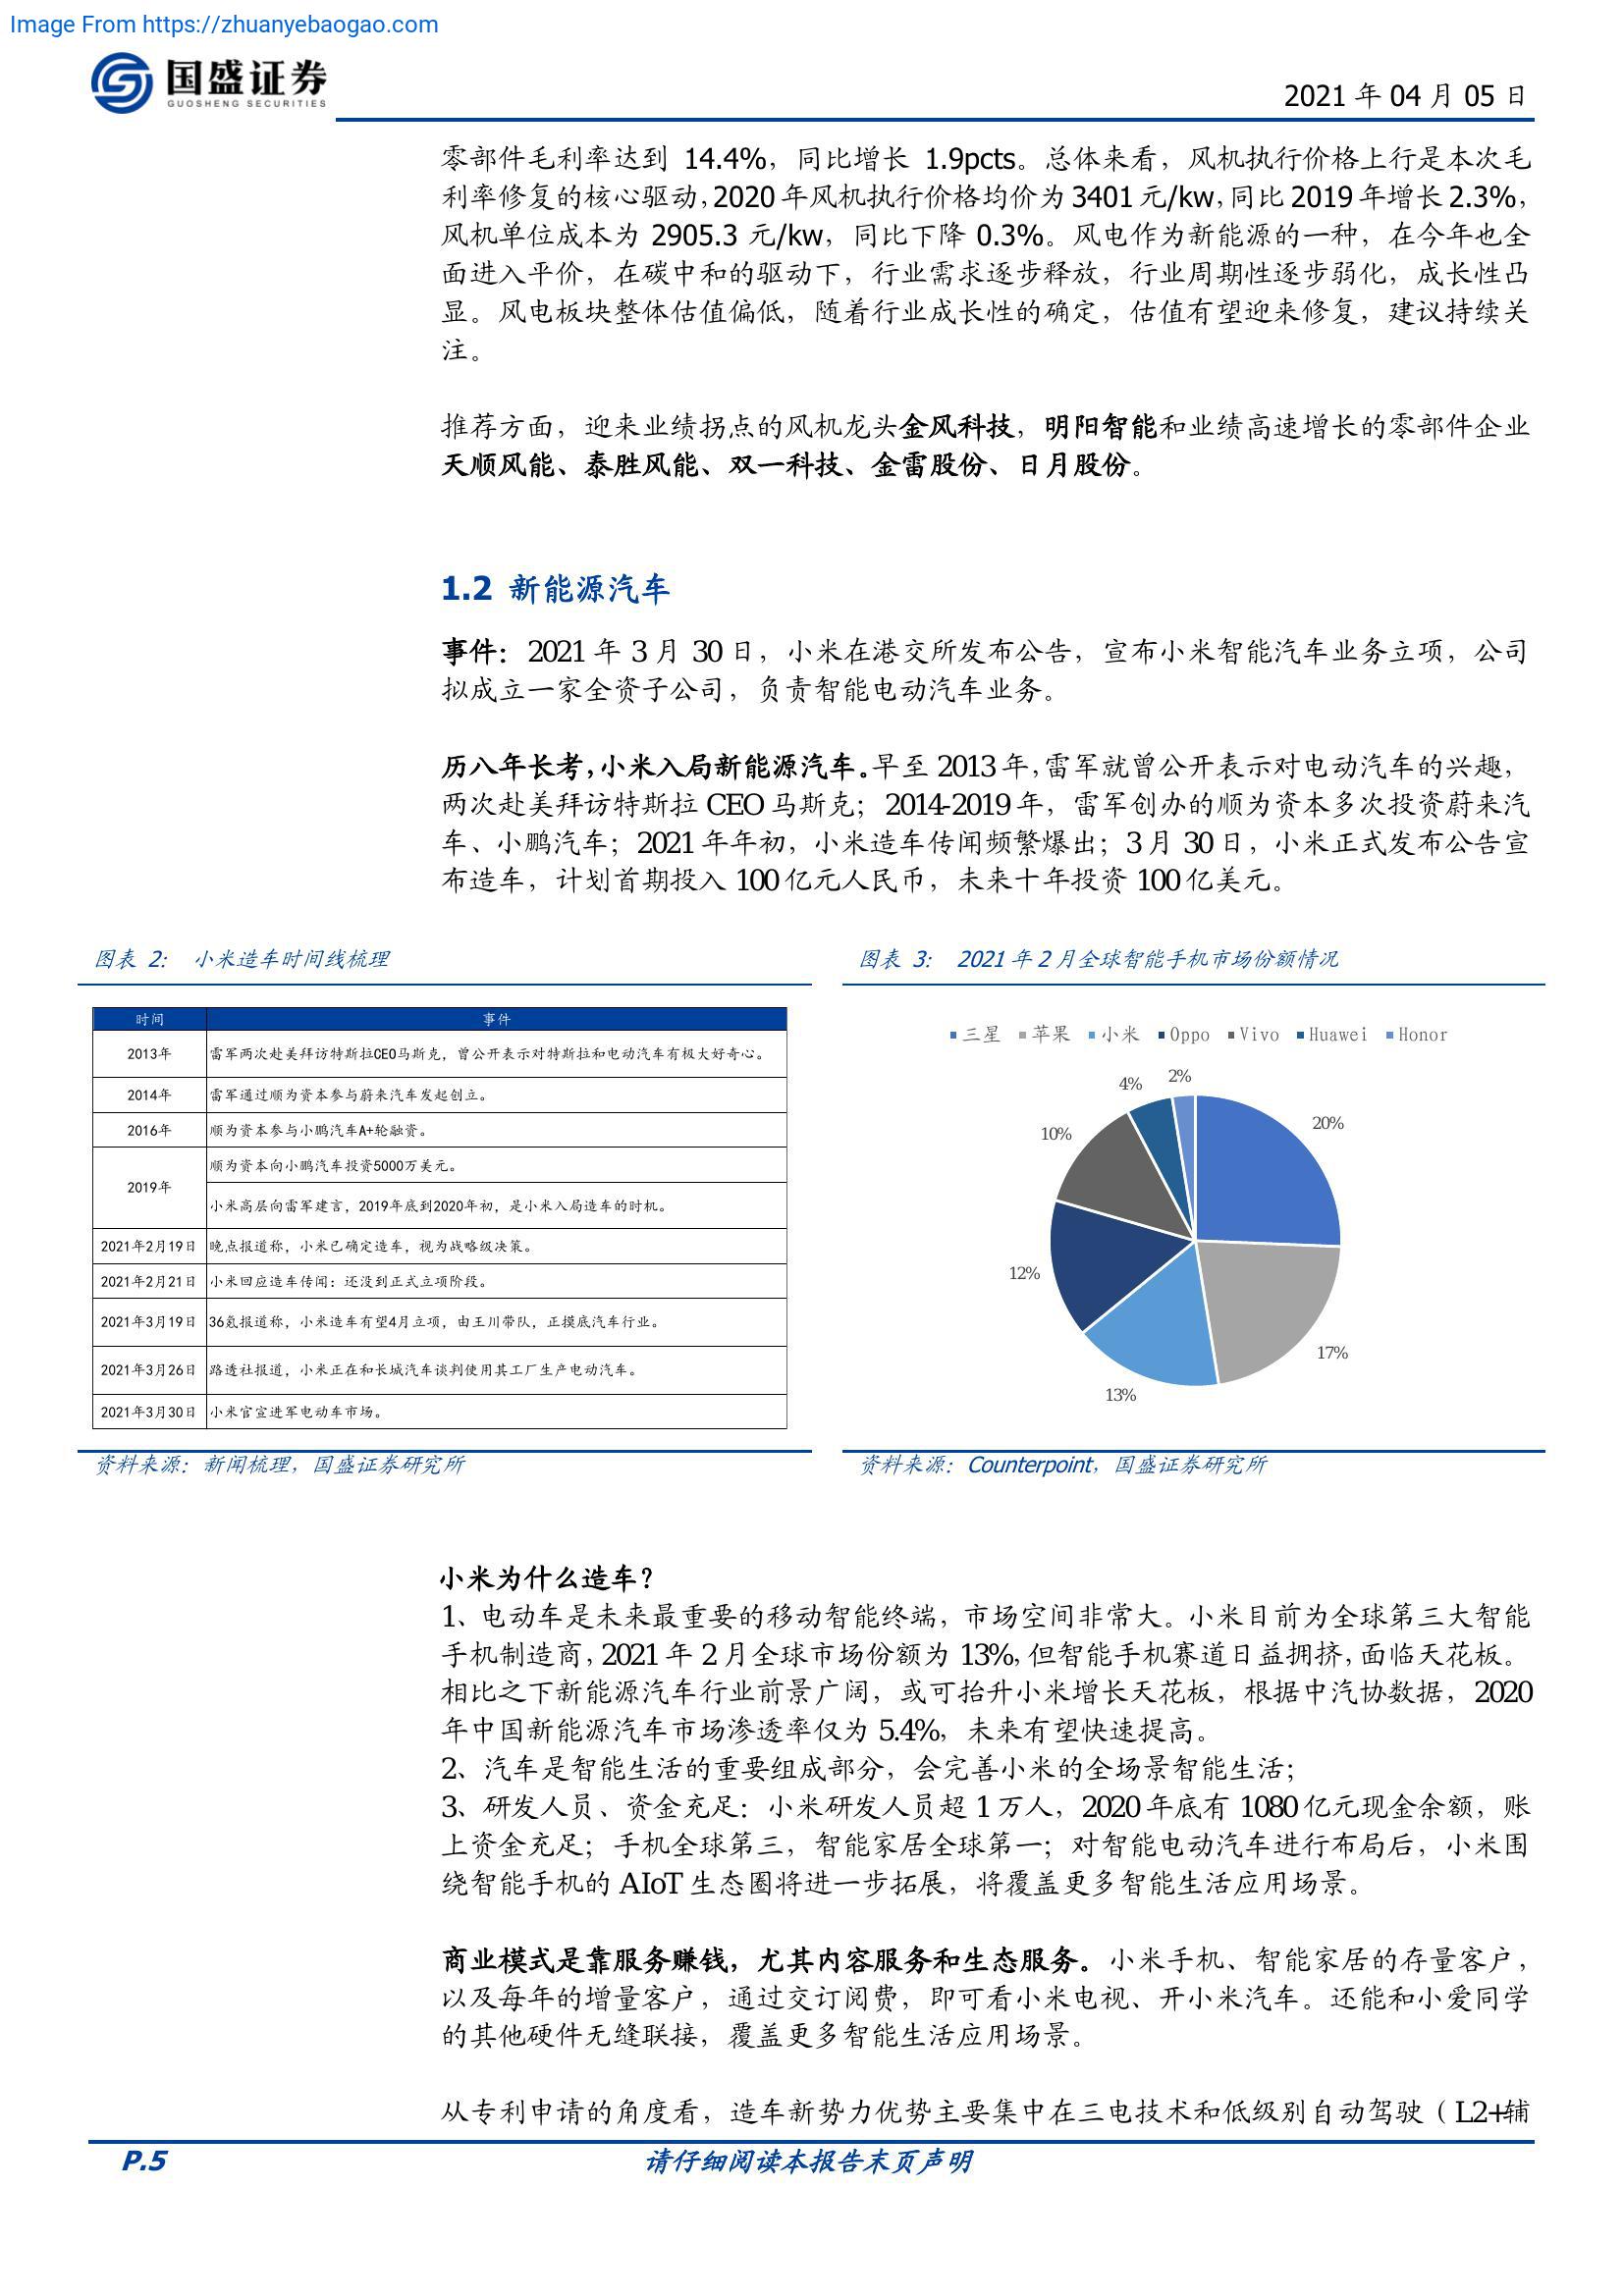 Image From https://zhuanyebaogao.com
国盛证券
GUOSHENG SECURITIES
2021 年 04 月 05 日
零部件毛利率达到 14.4%，同比增长 1.9pcts。总体来看，风机执行价格上行是本次毛
利率修复的核心驱动，2020 年风机执行价格均价为 3401 元/kw，同比 2019 年增长 2.3%，
风机单位成本为 2905.3 元/kw，同比下降 0.3%。风电作为新能源的一种，在今年也全
面进入平价，在碳中和的驱动下，行业需求逐步释放，行业周期性逐步弱化，成长性凸
显。风电板块整体估值偏低，随着行业成长性的确定，估值有望迎来修复，建议持续关
注。
推荐方面，迎来业绩拐点的风机龙头金风科技，明阳智能和业绩高速增长的零部件企业
天顺风能、泰胜风能、双一科技、金雷股份、日月股份。
1.2 新能源汽车
事件：2021 年 3 月 30 日，小米在港交所发布公告，宣布小米智能汽车业务立项，公司
拟成立一家全资子公司，负责智能电动汽车业务。
历八年长考，小米入局新能源汽车。早至 2013 年，雷军就曾公开表示对电动汽车的兴趣，
两次赴美拜访特斯拉 CEO 马斯克；2014-2019 年，雷军创办的顺为资本多次投资蔚来汽
车、小鹏汽车；2021 年年初，小米造车传闻频繁爆出；3 月 30 日，小米正式发布公告宣
布造车，计划首期投入 100 亿元人民币，未来十年投资 100 亿美元。
图表 2： 小米造车时间线梳理
时间 事件
2013年 雷军两次赴美拜访特斯拉CEO马斯克，曾公开表示对特斯拉和电动汽车有极大好奇心。
2014年 雷军通过顺为资本参与蔚来汽车发起创立。
2016年 顺为资本参与小鹏汽车A+轮融资。
2019年 顺为资本向小鹏汽车投资5000万美元。
小米高层向雷军建言，2019年底到2020年初，是小米入局造车的时机。
2021年2月19日 晚点报道称，小米已确定造车，视为战略级决策。
2021年2月21日 小米回应造车传闻：还没到正式立项阶段。
2021年3月19日 36氪报道称，小米造车有望4月立项，由王川带队，正摸底汽车行业。
2021年3月26日 路透社报道，小米正在和长城汽车谈判使用其工厂生产电动汽车。
2021年3月30日 小米官宣进军电动车市场。
资料来源：新闻梳理，国盛证券研究所
图表 3： 2021 年 2 月全球智能手机市场份额情况
三星 苹果 小米 Oppo Vivo Huawei Honor
20%
17%
13%
12%
10%
4%
2%
资料来源：Counterpoint，国盛证券研究所
小米为什么造车？
1、电动车是未来最重要的移动智能终端，市场空间非常大。小米目前为全球第三大智能
手机制造商，2021 年 2 月全球市场份额为 13%，但智能手机赛道日益拥挤，面临天花板。
相比之下新能源汽车行业前景广阔，或可抬升小米增长天花板，根据中汽协数据，2020
年中国新能源汽车市场渗透率仅为 5.4%，未来有望快速提高。
2、汽车是智能生活的重要组成部分，会完善小米的全场景智能生活；
3、研发人员、资金充足：小米研发人员超 1 万人，2020 年底有 1080 亿元现金余额，账
上资金充足；手机全球第三，智能家居全球第一；对智能电动汽车进行布局后，小米围
绕智能手机的 AIoT 生态圈将进一步拓展，将覆盖更多智能生活应用场景。
商业模式是靠服务赚钱，尤其内容服务和生态服务。小米手机、智能家居的存量客户，
以及每年的增量客户，通过交订阅费，即可看小米电视、开小米汽车。还能和小爱同学
的其他硬件无缝联接，覆盖更多智能生活应用场景。
从专利申请的角度看，造车新势力优势主要集中在三电技术和低级别自动驾驶（L2+辅
P.5
请仔细阅读本报告末页声明